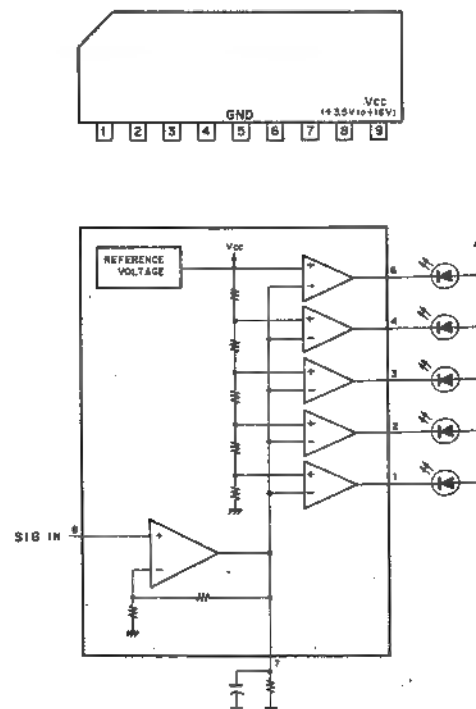 Vcc
GND (+3.5V to +16V)
1 2 3 4 5 6 7 8 9
Vcc
REFERENCE
VOLTAGE
+
-
6
+
-
4
+
-
3
+
-
2
+
-
1
SIG IN 8
+
-
7